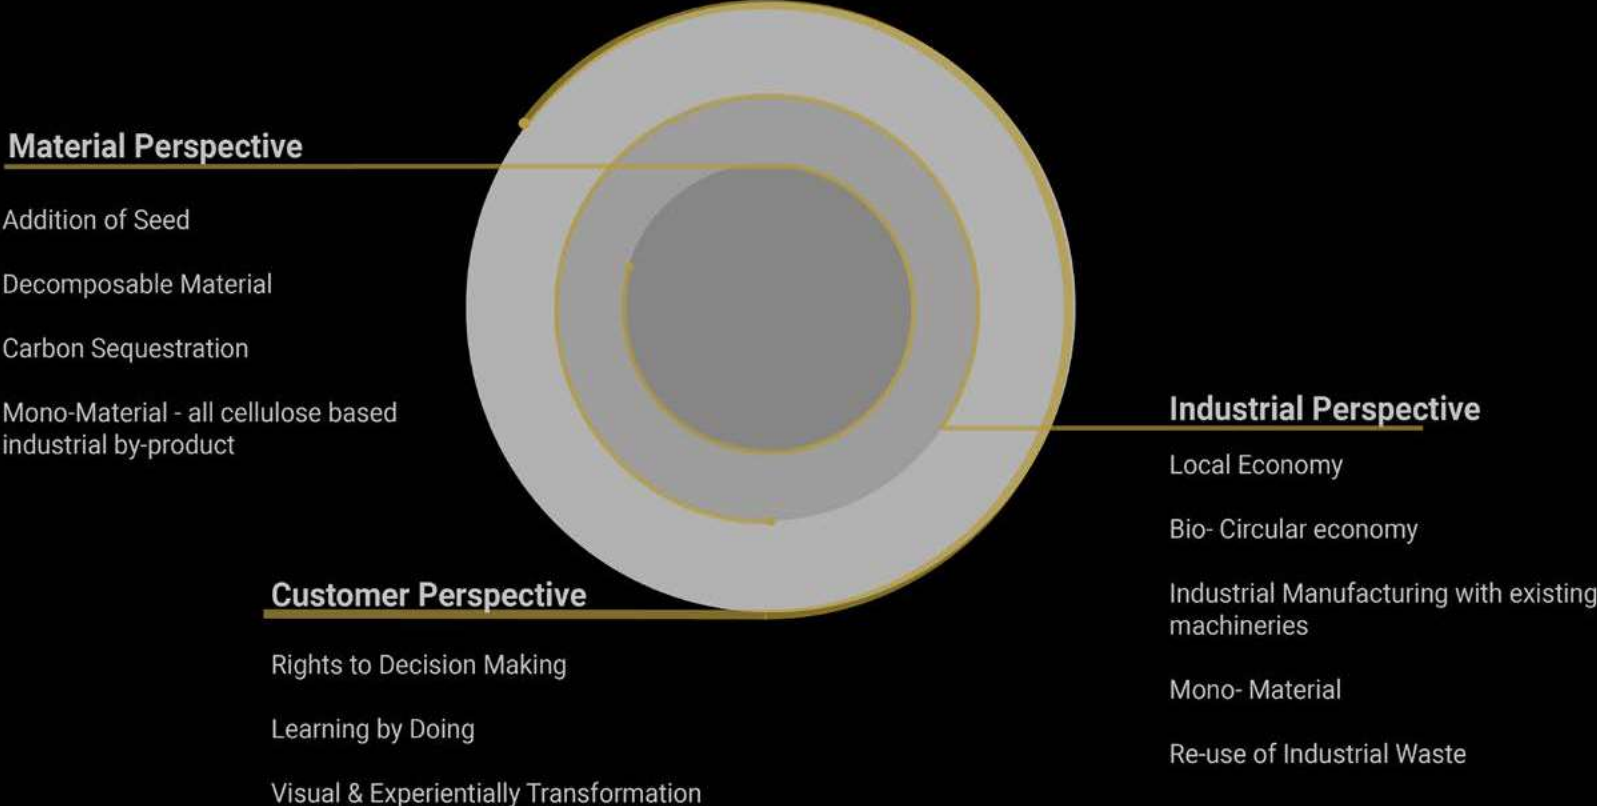 Material Perspective
Addition of Seed
Decomposable Material
Carbon Sequestration
Mono-Material - all cellulose based
industrial by-product
Industrial Perspective
Local Economy
Bio- Circular economy
Industrial Manufacturing with existing
machineries
Mono- Material
Re-use of Industrial Waste
Customer Perspective
Rights to Decision Making
Learning by Doing
Visual & Experientially Transformation